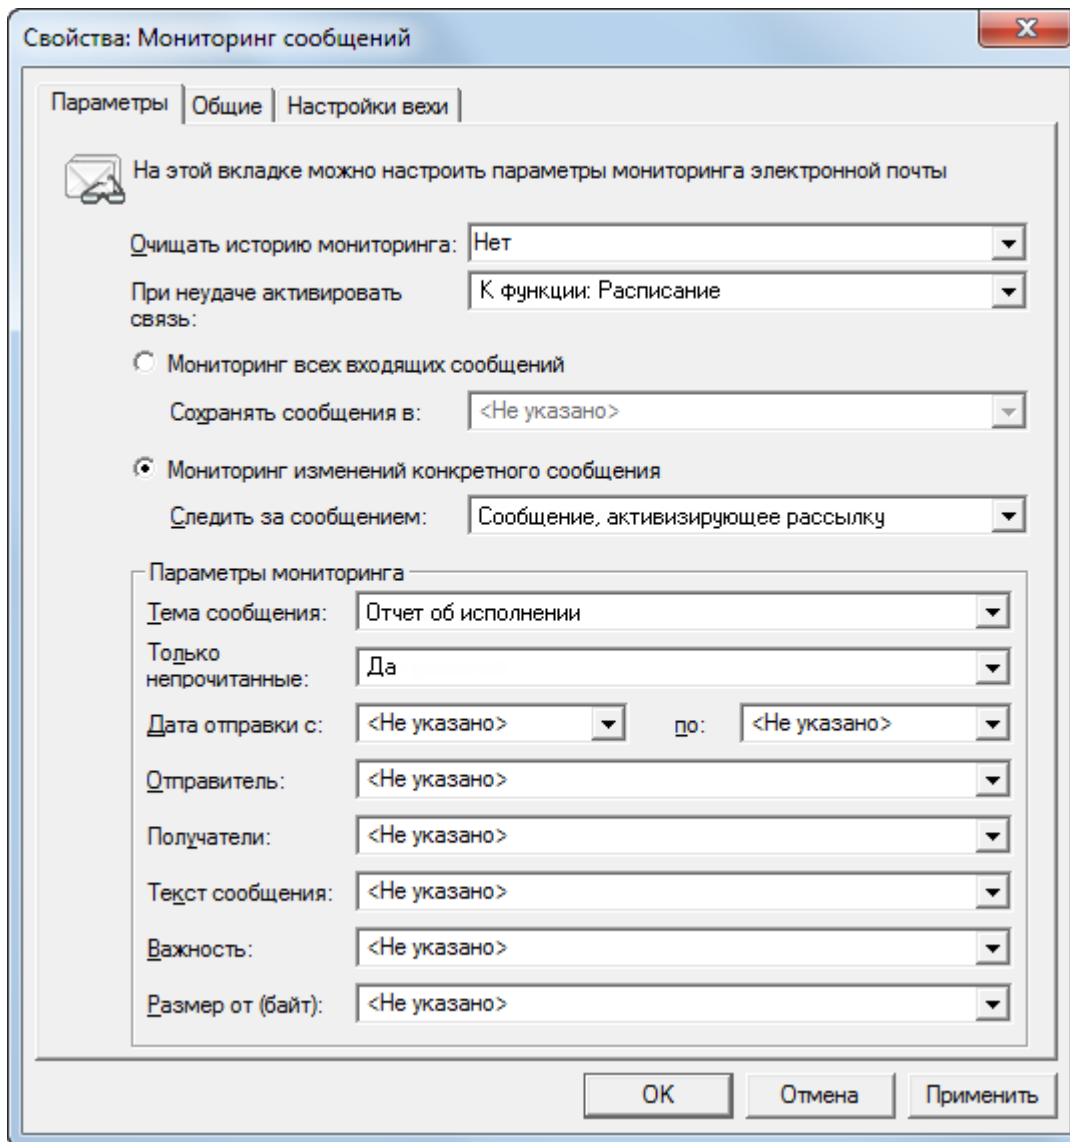 Свойства: Мониторинг сообщений
Параметры Общие Настройки вехи
На этой вкладке можно настроить параметры мониторинга электронной почты
Очищать историю мониторинга: Нет
При неудаче активировать К функции: Расписание
связь:
Мониторинг всех входящих сообщений
Сохранять сообщения в: <Не указано>
Мониторинг изменений конкретного сообщения
Следить за сообщением: Сообщение, активизирующее рассылку
Параметры мониторинга
Тема сообщения: Отчет об исполнении
Только Да
непрочитанные:
Дата отправки с: <Не указано> по: <Не указано>
Отправитель: <Не указано>
Получатели: <Не указано>
Текст сообщения: <Не указано>
Важность: <Не указано>
Размер от (байт): <Не указано>
OK Отмена Применить